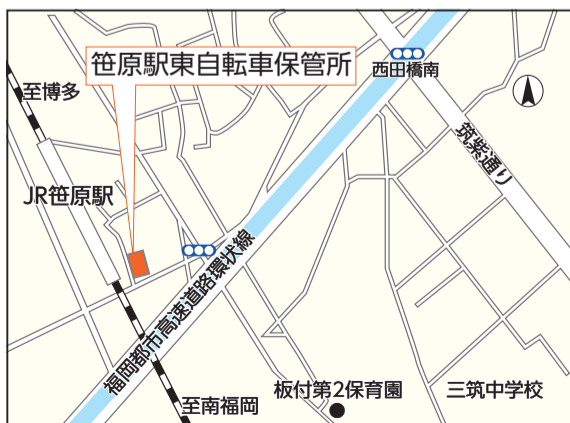 笹原駅東自転車保管所
西田橋南
至博多
筑紫通り
JR笹原駅
福岡都市高速道路環状線
板付第2保育園
三筑中学校
至南福岡